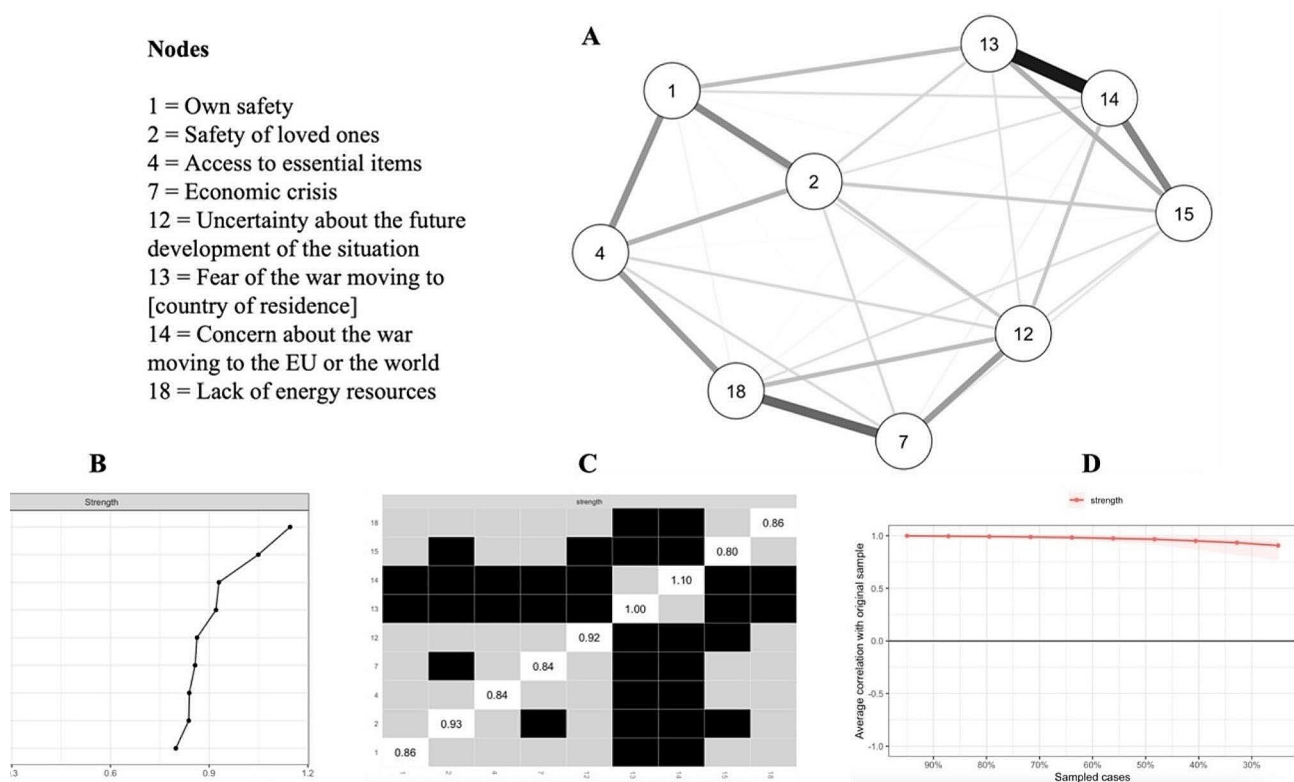 Nodes
1 = Own safety
2 = Safety of loved ones
4 = Access to essential items
7 = Economic crisis
12 = Uncertainty about the future
development of the situation
13 = Fear of the war moving to
[country of residence]
14 = Concern about the war
moving to the EU or the world
18 = Lack of energy resources
A
13
1
14
2
15
4
12
18
7
B
Strength
.3
0.6
0.9
1.2
C
strength
18
0.86
15
0.80
14
1.10
13
1.00
12
0.92
7
0.84
4
0.84
2
0.93
1
0.86
1
2
4
7
12
13
14
15
18
D
strength
Average correlation with original sample
1.0
0.5
0.0
-0.5
-1.0
90%
80%
70%
60%
50%
40%
30%
Sampled cases